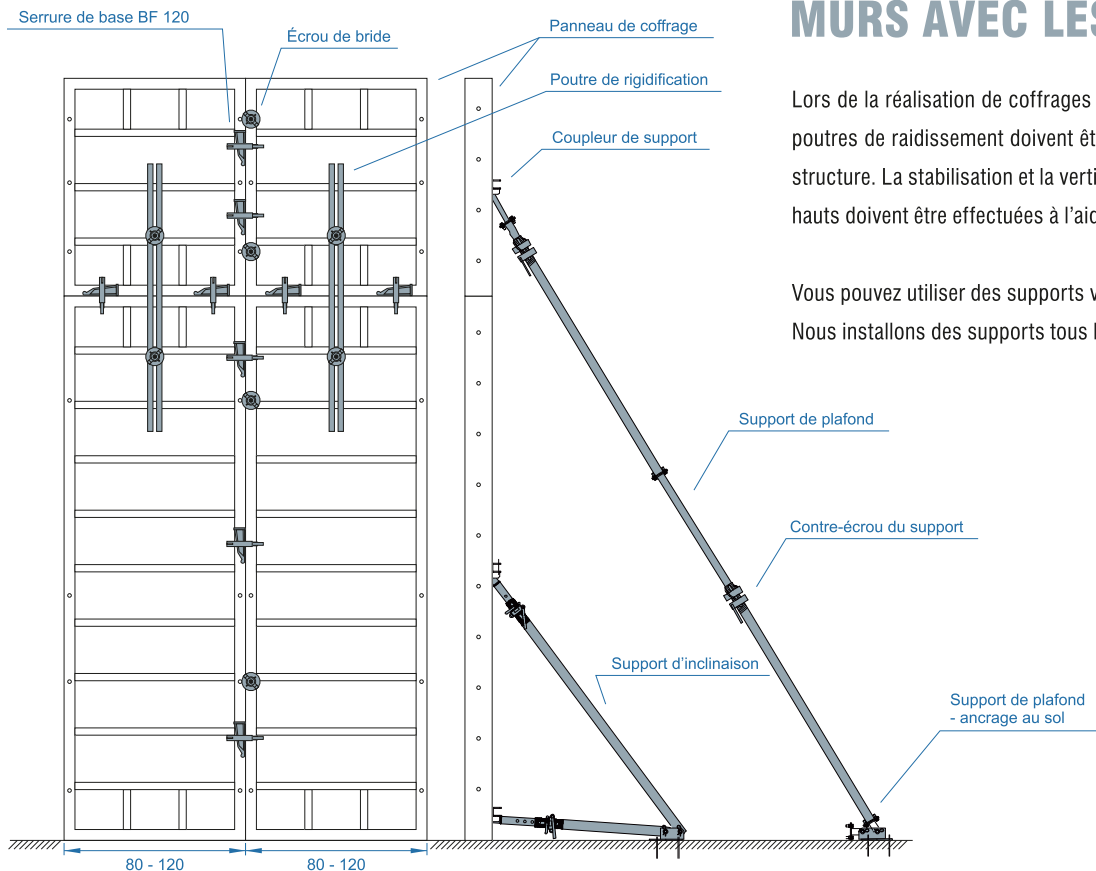 Serrure de base BF 120
Écrou de bride
Panneau de coffrage
Poutre de rigidification
Coupleur de support
MURS AVEC LES
Lors de la réalisation de coffrages
poutres de raidissement doivent
structure. La stabilisation et la
hauts doivent être effectuées à
Vous pouvez utiliser des supports
Nous installons des supports tous
Support de plafond
Contre-écrou du support
Support d’inclinaison
Support de plafond
- ancrage au sol
80 - 120
80 - 120